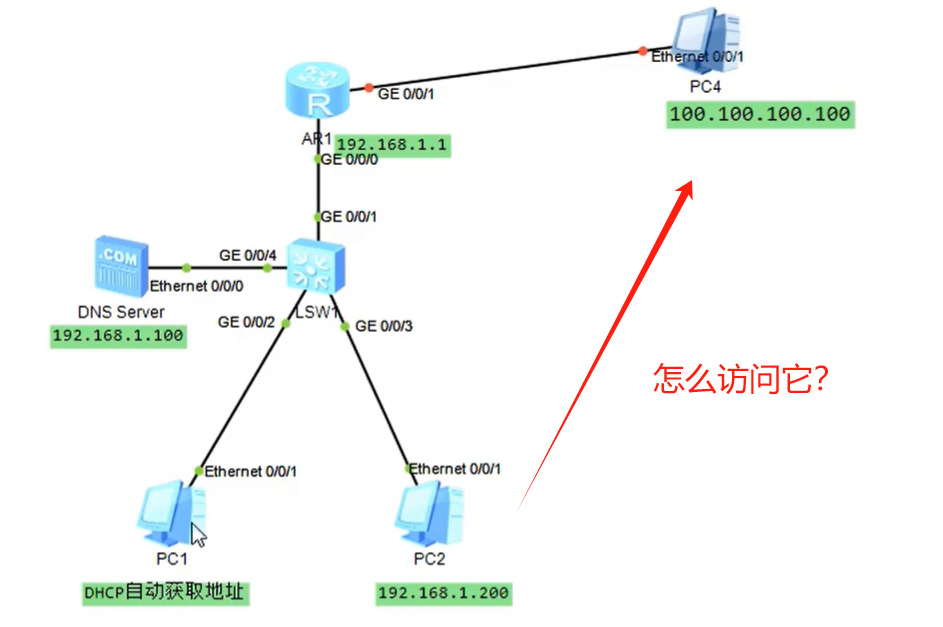 Ethernet 0/0/1
PC4
100.100.100.100
R
GE 0/0/1
AR1
192.168.1.1
GE 0/0/0
GE 0/0/1
.COM
GE 0/0/4
Ethernet 0/0/0
DNS Server
LSW1
192.168.1.100
GE 0/0/2
GE 0/0/3
怎么访问它?
Ethernet 0/0/1
Ethernet 0/0/1
PC1
PC2
DHCP自动获取地址
192.168.1.200